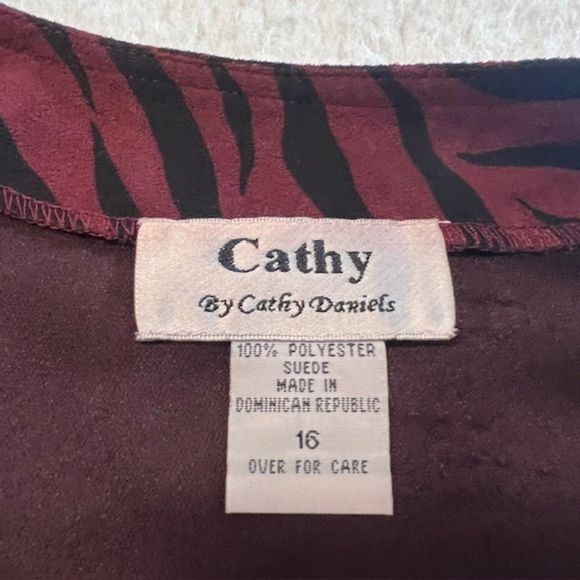 Cathy
By Cathy Daniels
100% POLYESTER
SUEDE
MADE IN
DOMINICAN REPUBLIC
16
OVER FOR CARE